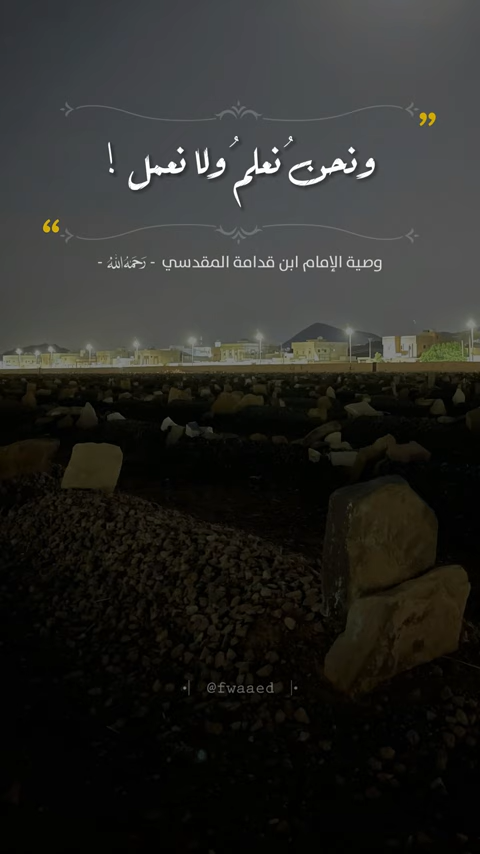 ونحن نُعلم ُولا نعمل !
وصية الإمام ابن قدامة المقدسي - رَحِمَهُ اللهُ -
@fwaaed